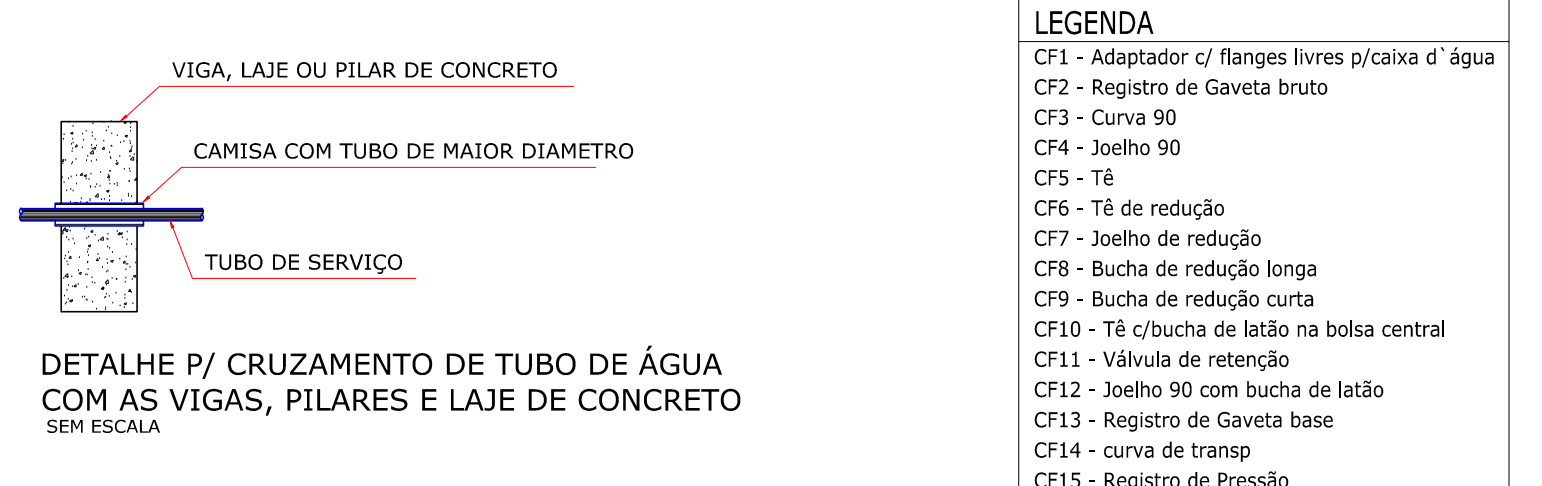 VIGA, LAJE OU PILAR DE CONCRETO
CAMISA COM TUBO DE MAIOR DIAMETRO
TUBO DE SERVIÇO
DETALHE P/ CRUZAMENTO DE TUBO DE ÁGUA
COM AS VIGAS, PILARES E LAJE DE CONCRETO
SEM ESCALA
LEGENDA
CF1 - Adaptador c/ flanges livres p/caixa d`água
CF2 - Registro de Gaveta bruto
CF3 - Curva 90
CF4 - Joelho 90
CF5 - Tê
CF6 - Tê de redução
CF7 - Joelho de redução
CF8 - Bucha de redução longa
CF9 - Bucha de redução curta
CF10 - Tê c/bucha de latão na bolsa central
CF11 - Válvula de retenção
CF12 - Joelho 90 com bucha de latão
CF13 - Registro de Gaveta base
CF14 - curva de transp
CF15 - Registro de Pressão